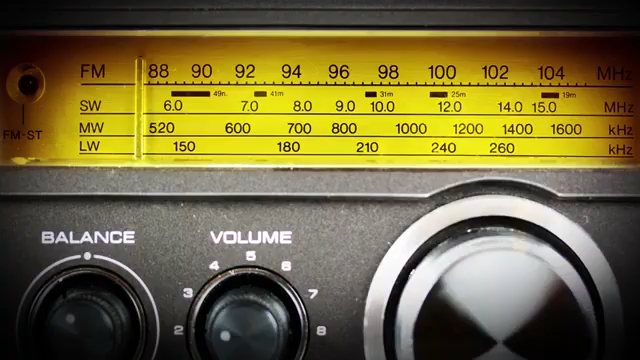 FM 88 90 92 94 96 98 100 102 104 MHz
49m. 41m 31m 25m 19m
SW 6.0 7.0 8.0 9.0 10.0 12.0 14.0 15.0 MHz
FM-ST
MW 520 600 700 800 1000 1200 1400 1600 kHz
LW 150 180 210 240 260 kHz
BALANCE VOLUME
2 3 4 5 6 7 8